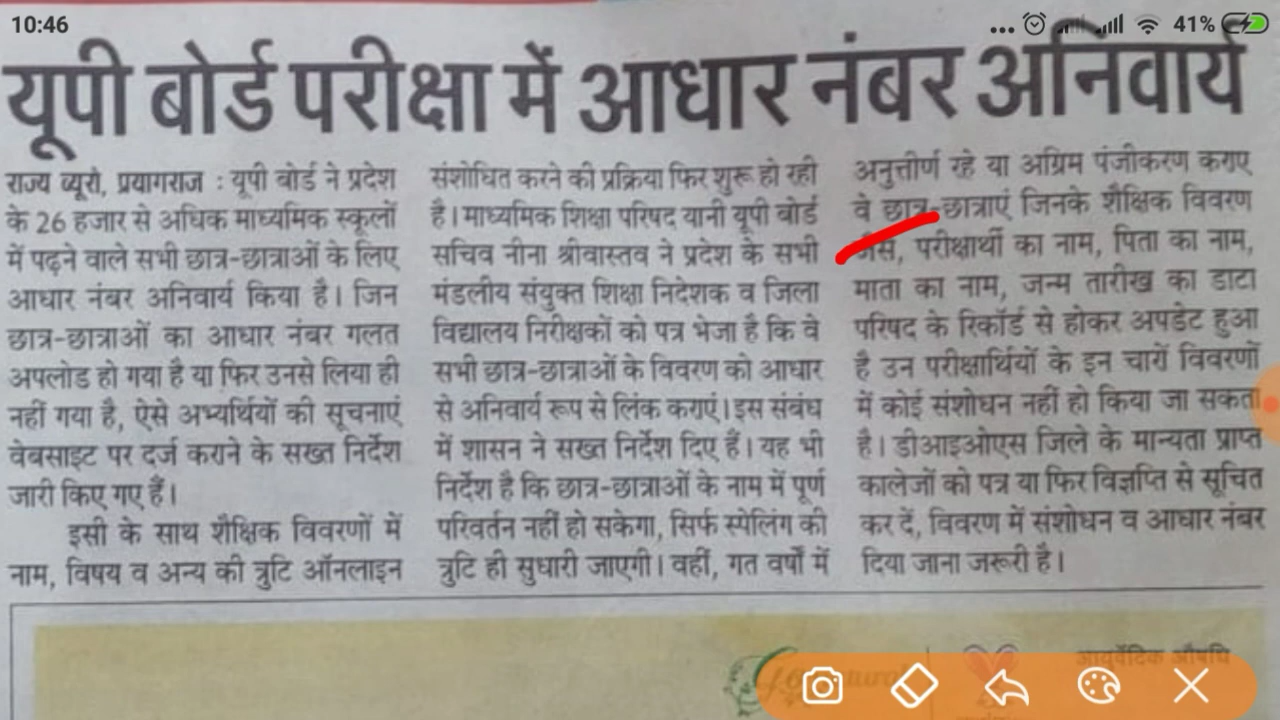 10:46
41%
यूपी बोर्ड परीक्षा में आधार नंबर अनिवार्य
राज्य ब्यूरो, प्रयागराज : यूपी बोर्ड ने प्रदेश
के 26 हजार से अधिक माध्यमिक स्कूलों
में पढ़ने वाले सभी छात्र-छात्राओं के लिए
आधार नंबर अनिवार्य किया है। जिन
छात्र-छात्राओं का आधार नंबर गलत
अपलोड हो गया है या फिर उनसे लिया ही
नहीं गया है, ऐसे अभ्यर्थियों की सूचनाएं
वेबसाइट पर दर्ज कराने के सख्त निर्देश
जारी किए गए हैं।
इसी के साथ शैक्षिक विवरणों में
नाम, विषय व अन्य की त्रुटि ऑनलाइन
संशोधित करने की प्रक्रिया फिर शुरू हो रही
है। माध्यमिक शिक्षा परिषद यानी यूपी बोर्ड
सचिव नीना श्रीवास्तव ने प्रदेश के सभी
मंडलीय संयुक्त शिक्षा निदेशक व जिला
विद्यालय निरीक्षकों को पत्र भेजा है कि वे
सभी छात्र-छात्राओं के विवरण को आधार
से अनिवार्य रूप से लिंक कराएं। इस संबंध
में शासन ने सख्त निर्देश दिए हैं। यह भी
निर्देश है कि छात्र-छात्राओं के नाम में पूर्ण
परिवर्तन नहीं हो सकेगा, सिर्फ स्पेलिंग की
त्रुटि ही सुधारी जाएगी। वहीं, गत वर्षों में
अनुत्तीर्ण रहे या अग्रिम पंजीकरण कराए
वे छात्र-छात्राएं जिनके शैक्षिक विवरण
जैसे, परीक्षार्थी का नाम, पिता का नाम,
माता का नाम, जन्म तारीख का डाटा
परिषद के रिकॉर्ड से होकर अपडेट हुआ
है उन परीक्षार्थियों के इन चारों विवरणों
में कोई संशोधन नहीं हो किया जा सकता
है। डीआइओएस जिले के मान्यता प्राप्त
कालेजों को पत्र या फिर विज्ञप्ति से सूचित
कर दें, विवरण में संशोधन व आधार नंबर
दिया जाना जरूरी है।
आयुर्वेदिक औषधि